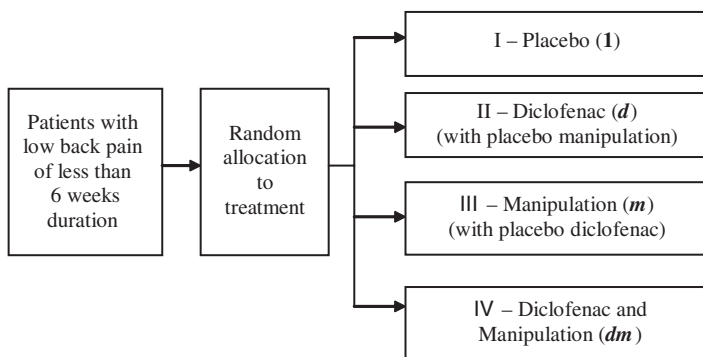 Patients with
low back pain
of less than
6 weeks
duration
Random
allocation
to
treatment
I – Placebo (1)
II – Diclofenac (d)
(with placebo manipulation)
III – Manipulation (m)
(with placebo diclofenac)
IV – Diclofenac and
Manipulation (dm)